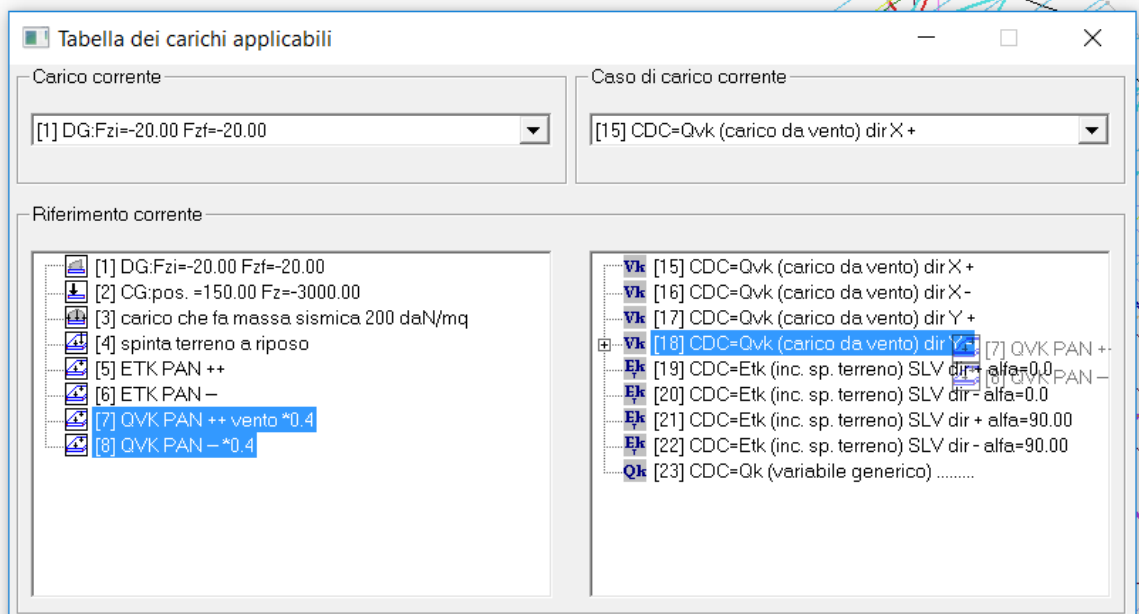 Tabella dei carichi applicabili
Carico corrente
[1] DG:Fzi=-20.00 Fzf=-20.00
Caso di carico corrente
[15] CDC=Qvk (carico da vento) dir X +
Riferimento corrente
[1] DG:Fzi=-20.00 Fzf=-20.00
[2] CG:pos. =150.00 Fz=-3000.00
[3] carico che fa massa sismica 200 daN/mq
[4] spinta terreno a riposo
[5] ETK PAN ++
[6] ETK PAN --
[7] QVK PAN ++ vento *0.4
[8] QVK PAN -- *0.4
Vk [15] CDC=Qvk (carico da vento) dir X +
Vk [16] CDC=Qvk (carico da vento) dir X -
Vk [17] CDC=Qvk (carico da vento) dir Y +
Vk [18] CDC=Qvk (carico da vento) dir Y -
[7] QVK PAN ++
Ek T [19] CDC=Etk (inc. sp. terreno) SLV dir + alfa=0.0
[8] QVK PAN --
Ek T [20] CDC=Etk (inc. sp. terreno) SLV dir - alfa=0.0
Ek T [21] CDC=Etk (inc. sp. terreno) SLV dir + alfa=90.00
Ek T [22] CDC=Etk (inc. sp. terreno) SLV dir - alfa=90.00
Qk [23] CDC=Qk (variabile generico) .........